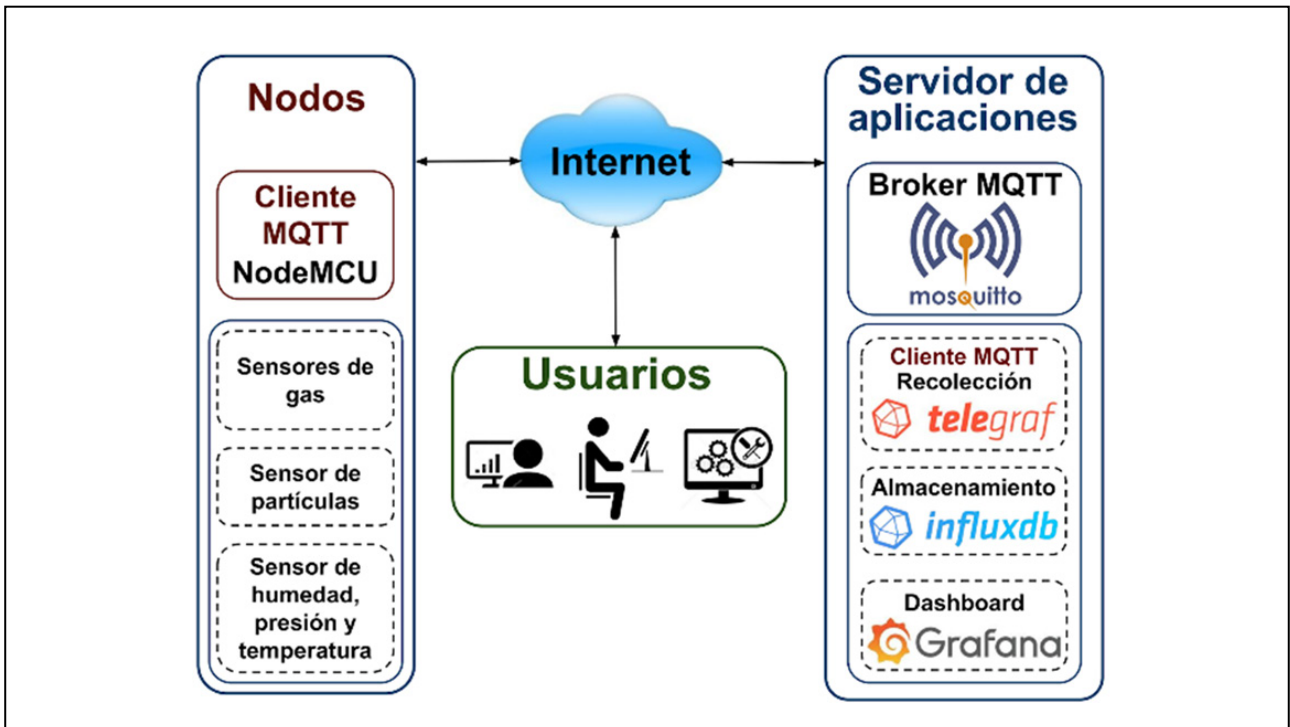 Nodos
Cliente
MQTT
NodeMCU
Sensores de
gas
Sensor de
partículas
Sensor de
humedad,
presión y
temperatura
Internet
Usuarios
Servidor de
aplicaciones
Broker MQTT
mosquitto
Cliente MQTT
Recolección
telegraf
Almacenamiento
influxdb
Dashboard
Grafana